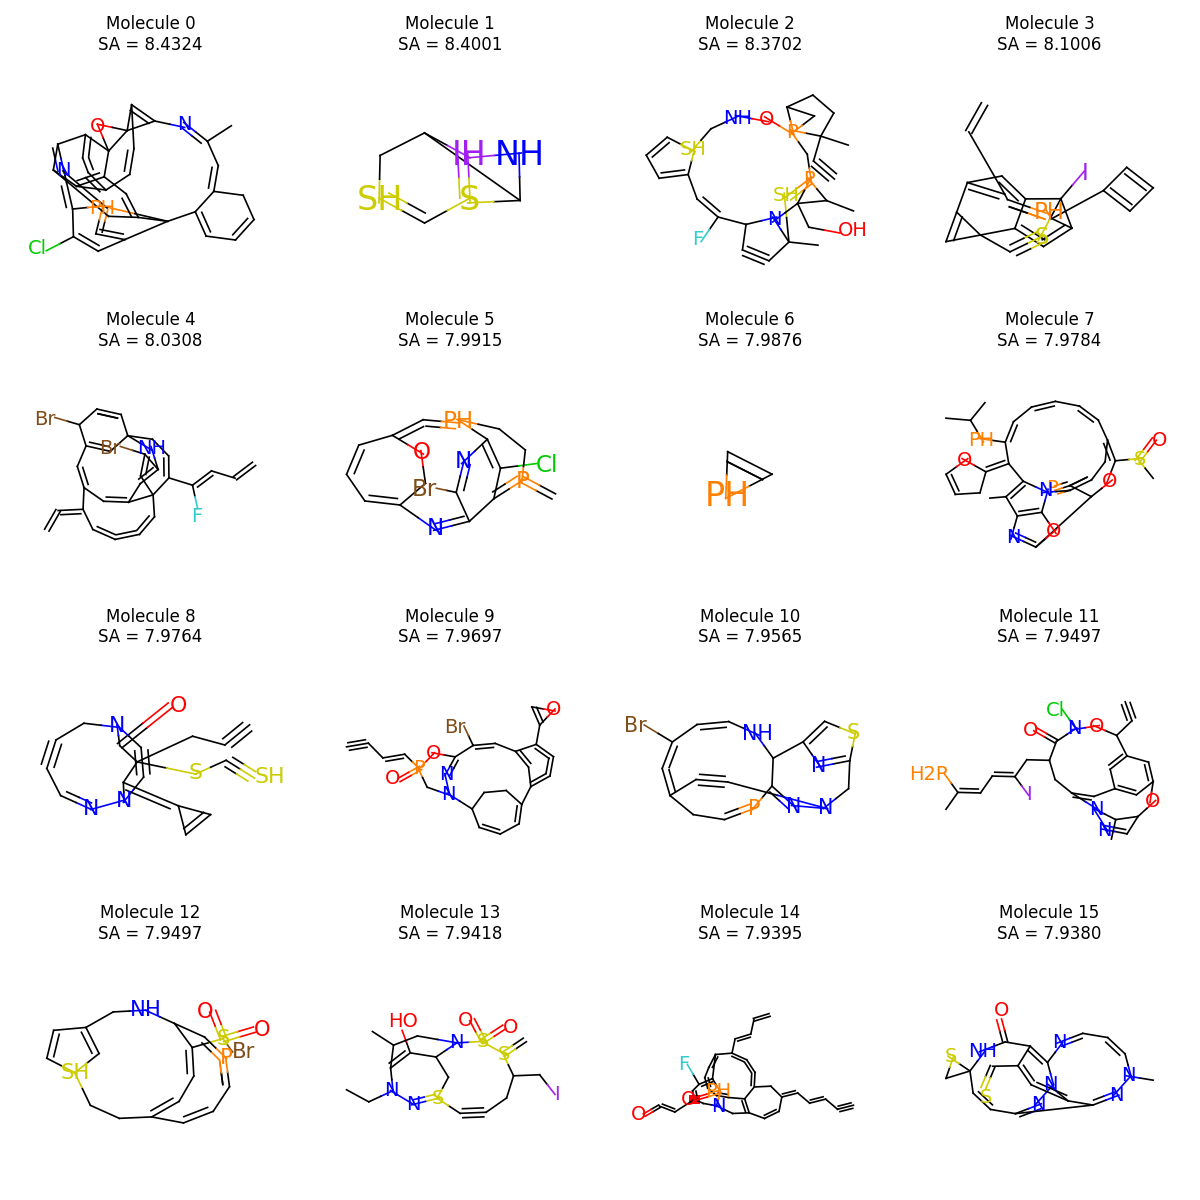 Molecule 0
SA = 8.4324
Molecule 1
SA = 8.4001
Molecule 2
SA = 8.3702
Molecule 3
SA = 8.1006
O
N
N
PH
Cl
IH
NH
SH
S
NH
O
P
SH
P
SH
N
F
OH
I
PH
S
Molecule 4
SA = 8.0308
Molecule 5
SA = 7.9915
Molecule 6
SA = 7.9876
Molecule 7
SA = 7.9784
Br
Br
NH
F
PH
O
N
Cl
Br
P
N
PH
PH
O
O
S
P
N
O
O
N
Molecule 8
SA = 7.9764
Molecule 9
SA = 7.9697
Molecule 10
SA = 7.9565
Molecule 11
SA = 7.9497
O
N
S
SH
N
N
O
Br
O
P
O
N
N
Br
NH
S
N
P
N
N
Cl
O
N
O
H2R
I
N
O
N
Molecule 12
SA = 7.9497
Molecule 13
SA = 7.9418
Molecule 14
SA = 7.9395
Molecule 15
SA = 7.9380
NH
O
O
S
P
Br
SH
HO
O
O
N
S
S
N
N
S
I
F
PH
O
N
O
O
N
NH
S
N
N
S
N
N